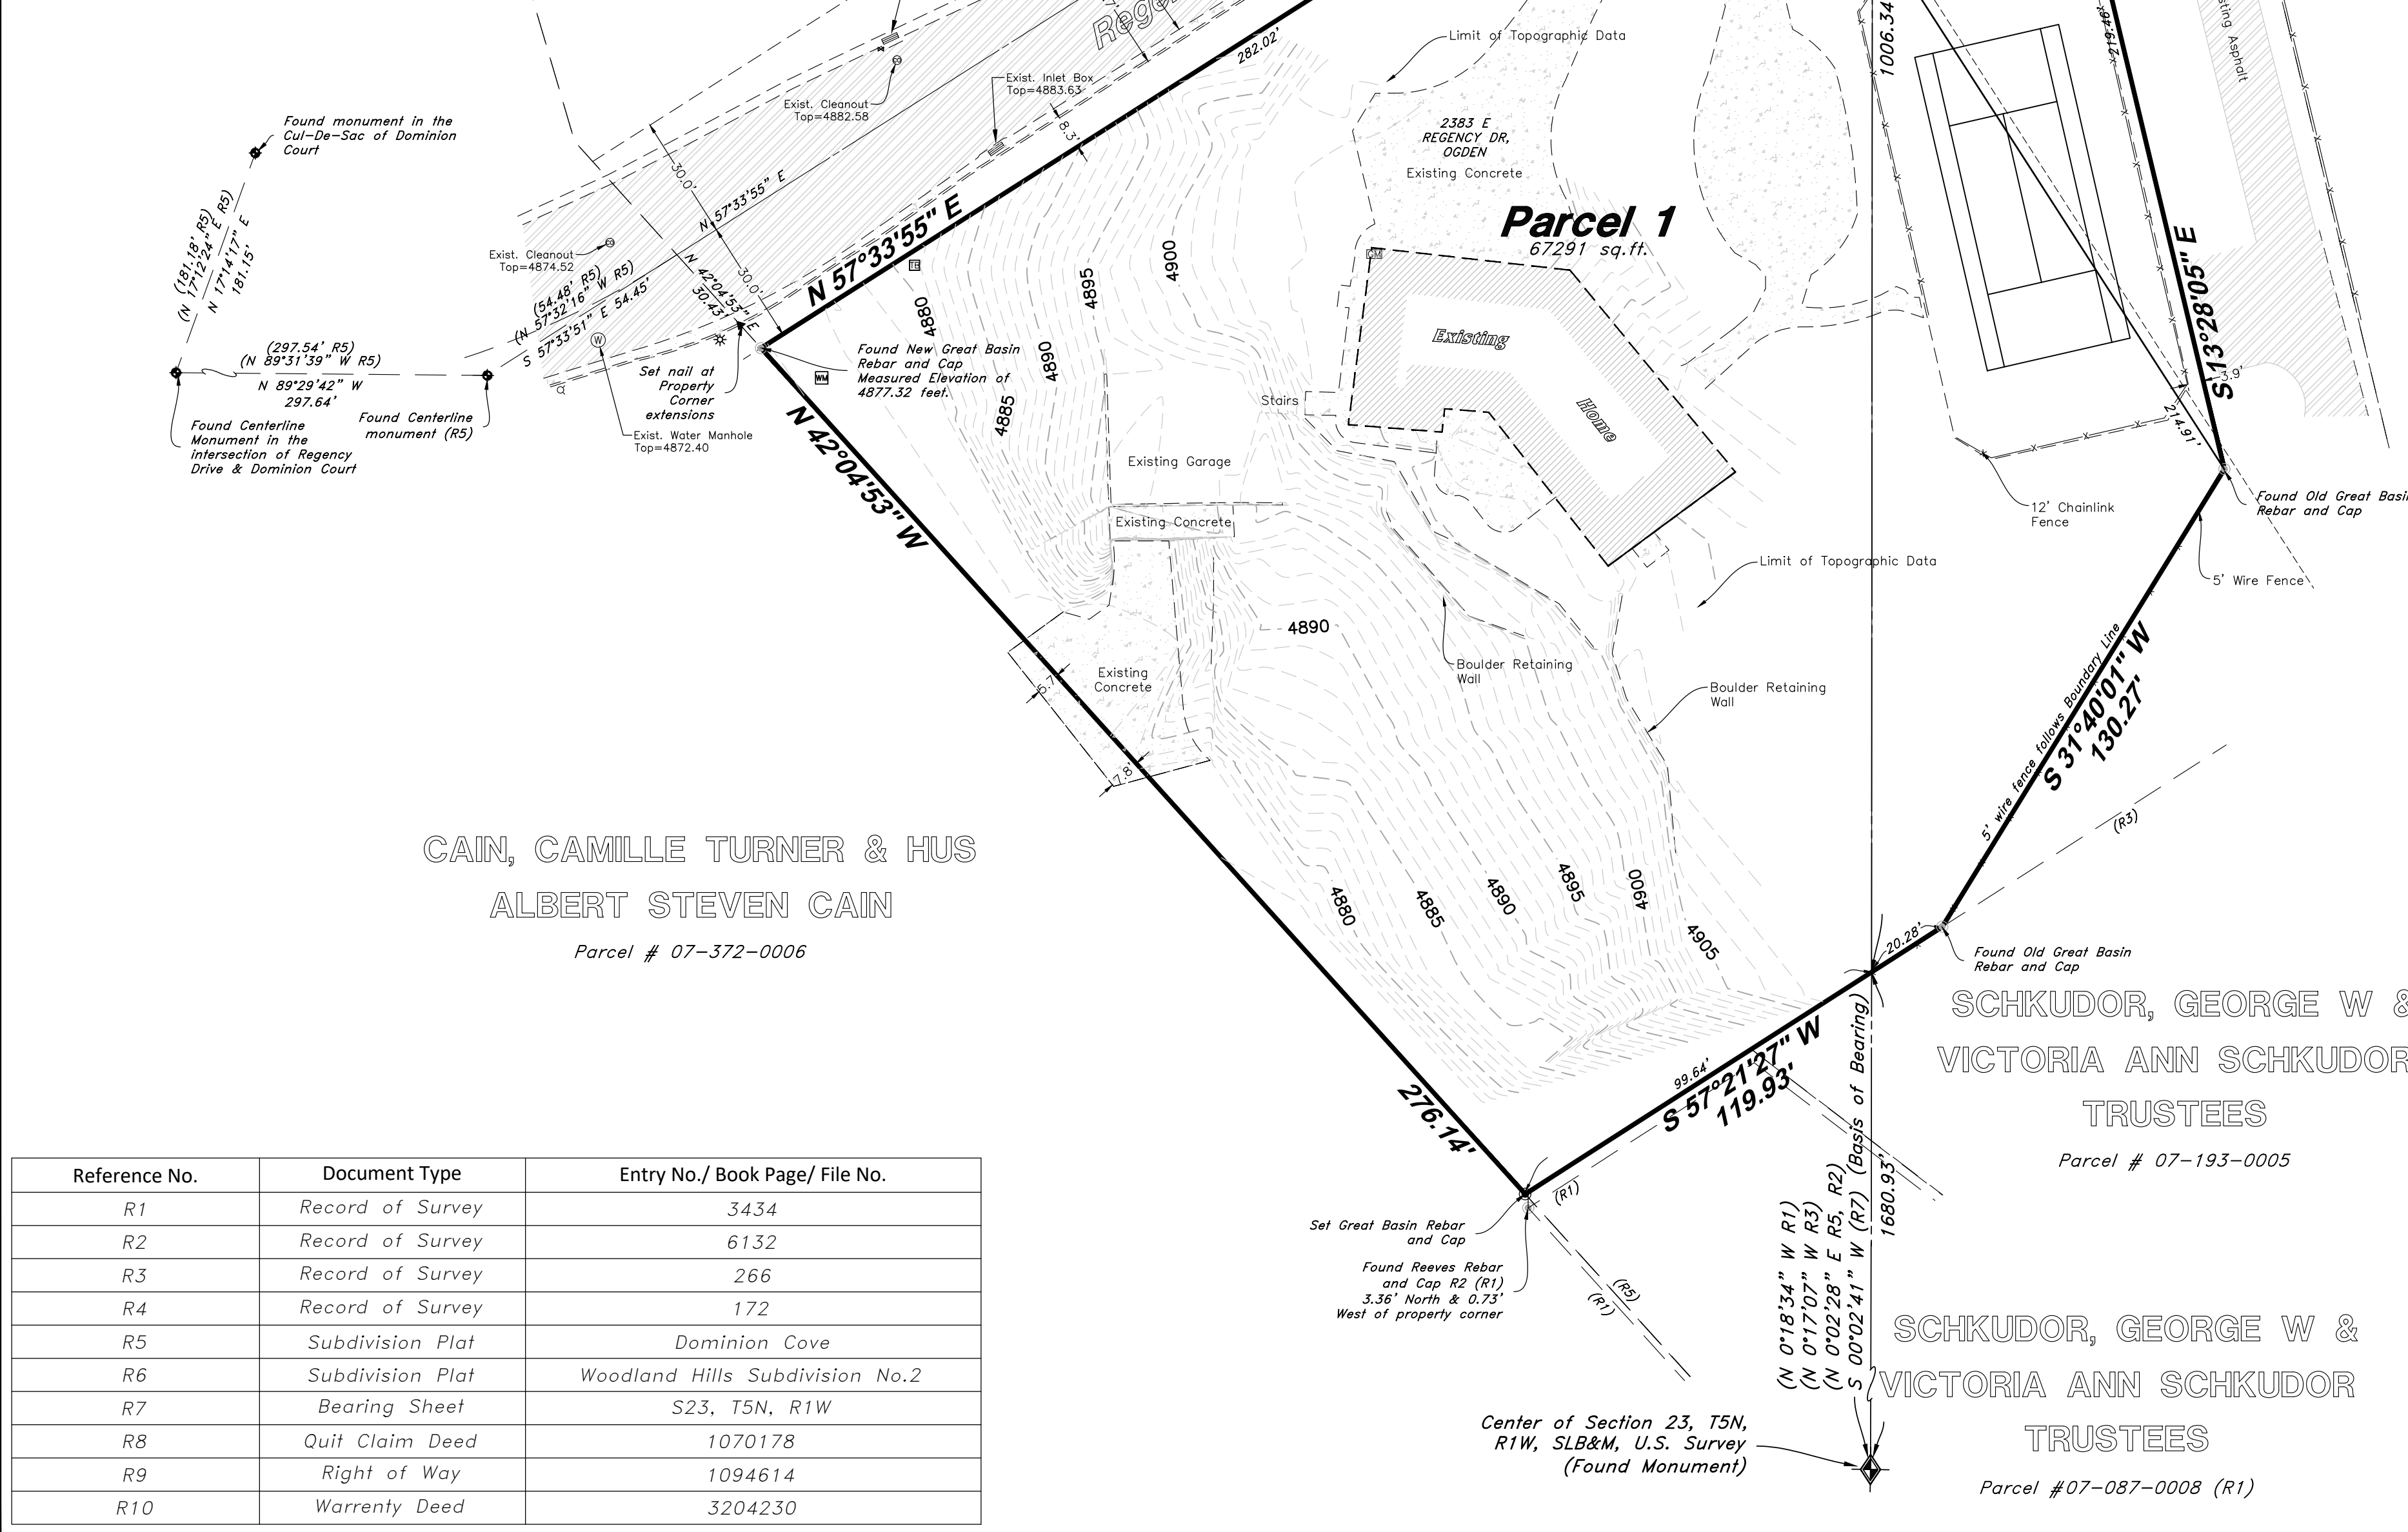 Rege
282.02'
Limit of Topographic Data
1006.34
sting Asphalt
Exist. Cleanout
Top=4882.58
Exist. Inlet Box
Top=4883.63
8.3'
2383 E
REGENCY DR,
OGDEN
Existing Concrete
Found monument in the
Cul-De-Sac of Dominion
Court
(181.18' R5)
(N 17°12'24" E R5)
N 17°14'17" E
181.15'
30.0'
N 57°33'55" E
30.0'
N 57°33'55" E
Parcel 1
67291 sq.ft.
S 13°28'05" E
Exist. Cleanout
Top=4874.52
(54.48' R5)
(N 57°32'16" W R5)
S 57°33'51" E 54.45'
N 42°04'53" E
30.43'
TB
GM
4880
4895
4900
(297.54' R5)
(N 89°31'39" W R5)
N 89°29'42" W
297.64'
Found Centerline
Monument in the
intersection of Regency
Drive & Dominion Court
Found Centerline
monument (R5)
W
Set nail at
Property
Corner
extensions
Exist. Water Manhole
Top=4872.40
WM
Found New Great Basin
Rebar and Cap
Measured Elevation of
4877.32 feet.
4890
4885
Existing
Home
Stairs
3.9'
214.91'
N 42°04'53" W
Existing Garage
Existing Concrete
12' Chainlink
Fence
Found Old Great Basi
Rebar and Cap
Limit of Topographic Data
5' Wire Fence
4890
Boulder Retaining
Wall
Boulder Retaining
Wall
Existing
Concrete
5.7'
7.8'
5' wire fence follows Boundary Line
S 31°40'01" W
130.27'
(R3)
CAIN, CAMILLE TURNER & HUS
ALBERT STEVEN CAIN
Parcel # 07-372-0006
4880
4885
4890
4895
4900
4905
20.28'
Found Old Great Basin
Rebar and Cap
SCHKUDOR, GEORGE W &
VICTORIA ANN SCHKUDOR
TRUSTEES
Parcel # 07-193-0005
276.14'
99.64'
S 57°21'27" W
119.93'
(R1)
Set Great Basin Rebar
and Cap
Found Reeves Rebar
and Cap R2 (R1)
3.36' North & 0.73'
West of property corner
(R5)
(R1)
(N 0°18'34" W R1)
(N 0°17'07" W R3)
(N 0°02'28" E R5, R2)
S 00°02'41" W (R7) (Basis of Bearing)
1680.93'
SCHKUDOR, GEORGE W &
VICTORIA ANN SCHKUDOR
TRUSTEES
Parcel #07-087-0008 (R1)
Center of Section 23, T5N,
R1W, SLB&M, U.S. Survey
(Found Monument)
Reference No. Document Type Entry No./ Book Page/ File No.
R1 Record of Survey 3434
R2 Record of Survey 6132
R3 Record of Survey 266
R4 Record of Survey 172
R5 Subdivision Plat Dominion Cove
R6 Subdivision Plat Woodland Hills Subdivision No.2
R7 Bearing Sheet S23, T5N, R1W
R8 Quit Claim Deed 1070178
R9 Right of Way 1094614
R10 Warrenty Deed 3204230